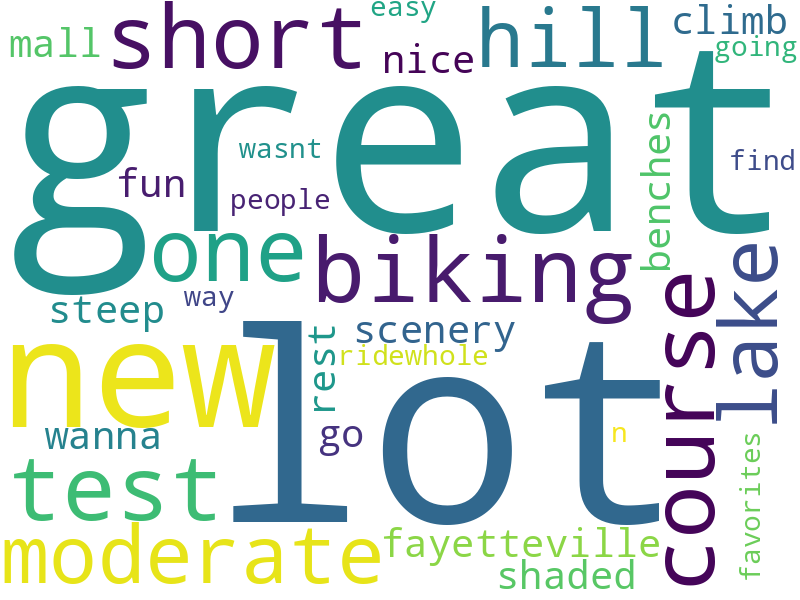 easy
mall
short
hill
climb
nice
going
great
wasnt
benches
find
fun
people
one
biking
lake
course
steep
way
scenery
rest
ridewhole
new
lot
wanna
go
n
test
favorites
moderate
fayetteville
shaded